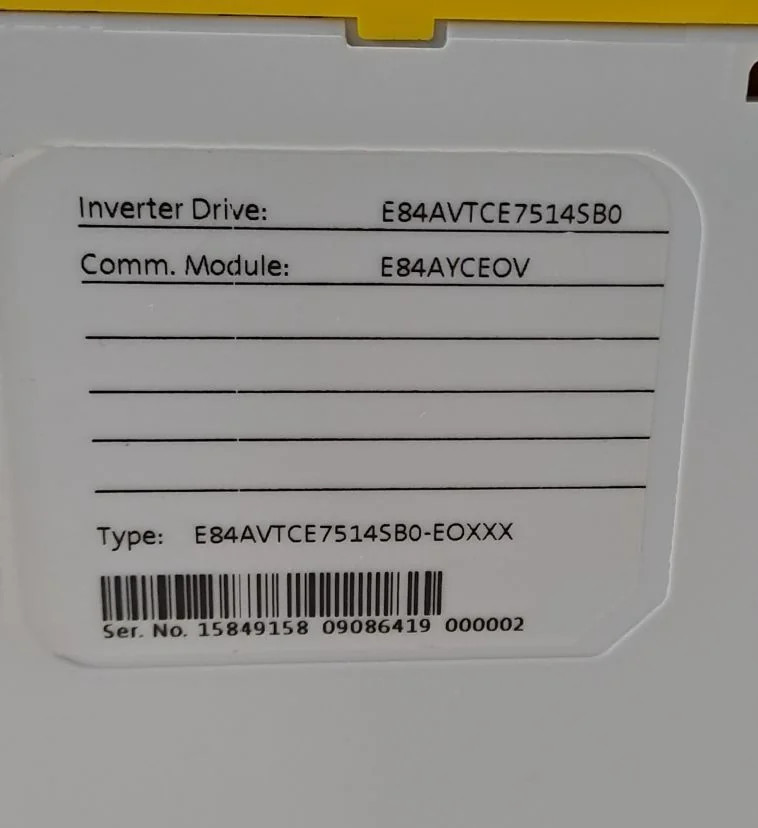 Inverter Drive: E84AVTCE7514SB0
Comm. Module: E84AYCEOV
Type: E84AVTCE7514SB0-EOXXX
Ser. No. 15849158 09086419 000002